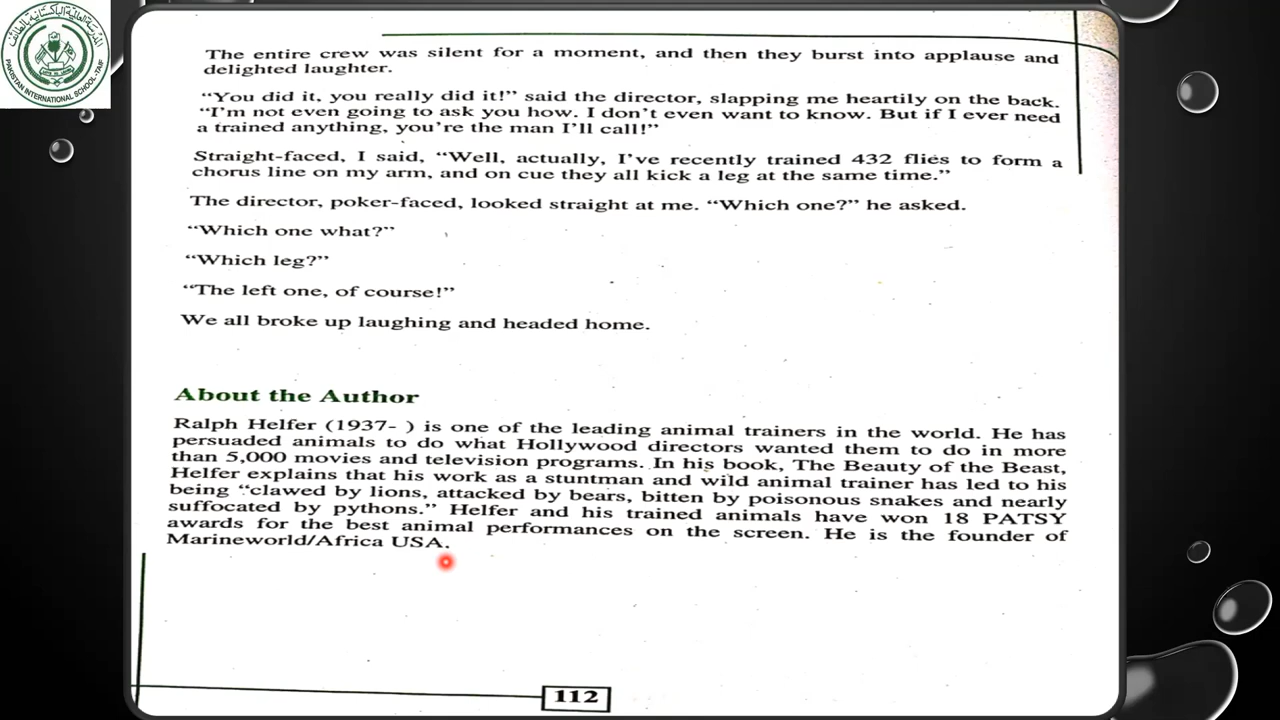 PAKISTAN INTERNATIONAL SCHOOL -TAIF
The entire crew was silent for a moment, and then they burst into applause and
delighted laughter.
“You did it, you really did it!” said the director, slapping me heartily on the back.
“I’m not even going to ask you how. I don’t even want to know. But if I ever need
a trained anything, you’re the man I’ll call!”
Straight-faced, I said, “Well, actually, I’ve recently trained 432 flies to form a
chorus line on my arm, and on cue they all kick a leg at the same time.”
The director, poker-faced, looked straight at me. “Which one?” he asked.
“Which one what?”
“Which leg?”
“The left one, of course!”
We all broke up laughing and headed home.
About the Author
Ralph Helfer (1937- ) is one of the leading animal trainers in the world. He has
persuaded animals to do what Hollywood directors wanted them to do in more
than 5,000 movies and television programs. In his book, The Beauty of the Beast,
Helfer explains that his work as a stuntman and wild animal trainer has led to his
being “clawed by lions, attacked by bears, bitten by poisonous snakes and nearly
suffocated by pythons.” Helfer and his trained animals have won 18 PATSY
awards for the best animal performances on the screen. He is the founder of
Marineworld/Africa USA.
112